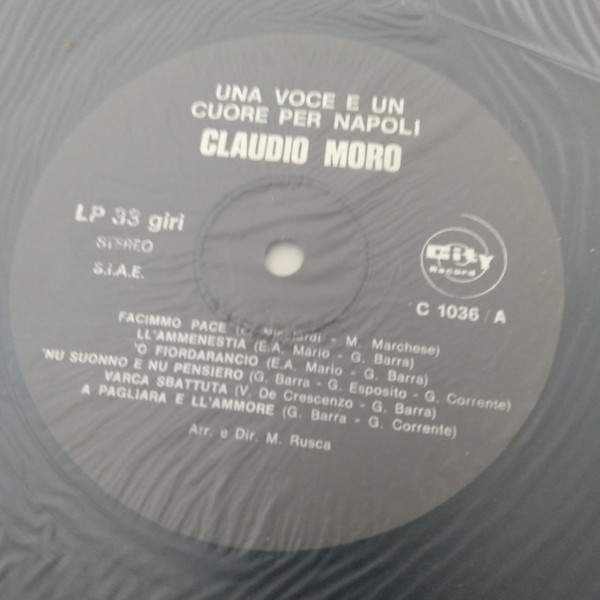 UNA VOCE E UN
CUORE PER NAPOLI
CLAUDIO MORO
LP 33 giri
STEREO
S.I.A.E.
City
Record
C 1036 A
FACIMMO PACE - M. Marchese)
LL'AMMENESTIA (E.A. Mario - G. Barra)
'O FIORDARANCIO (E.A. Mario - G. Barra)
'NU SUONNO E NU PENSIERO (G. Barra - G. Esposito - G. Corrente)
VARCA SBATTUTA (V. De Crescenzo - G. Barra)
A PAGLIARA E LL'AMMORE (G. Barra - G. Corrente)
Arr. e Dir. M. Rusca